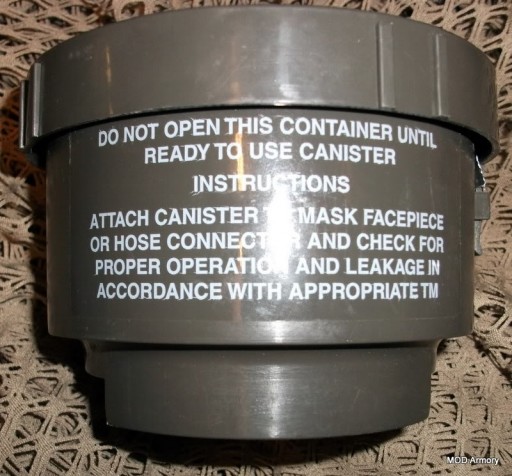 DO NOT OPEN THIS CONTAINER UNTIL
READY TO USE CANISTER
INSTRUCTIONS
ATTACH CANISTER MASK FACEPIECE
OR HOSE CONNECTOR AND CHECK FOR
PROPER OPERATION AND LEAKAGE IN
ACCORDANCE WITH APPROPRIATE TM
MOD Armory